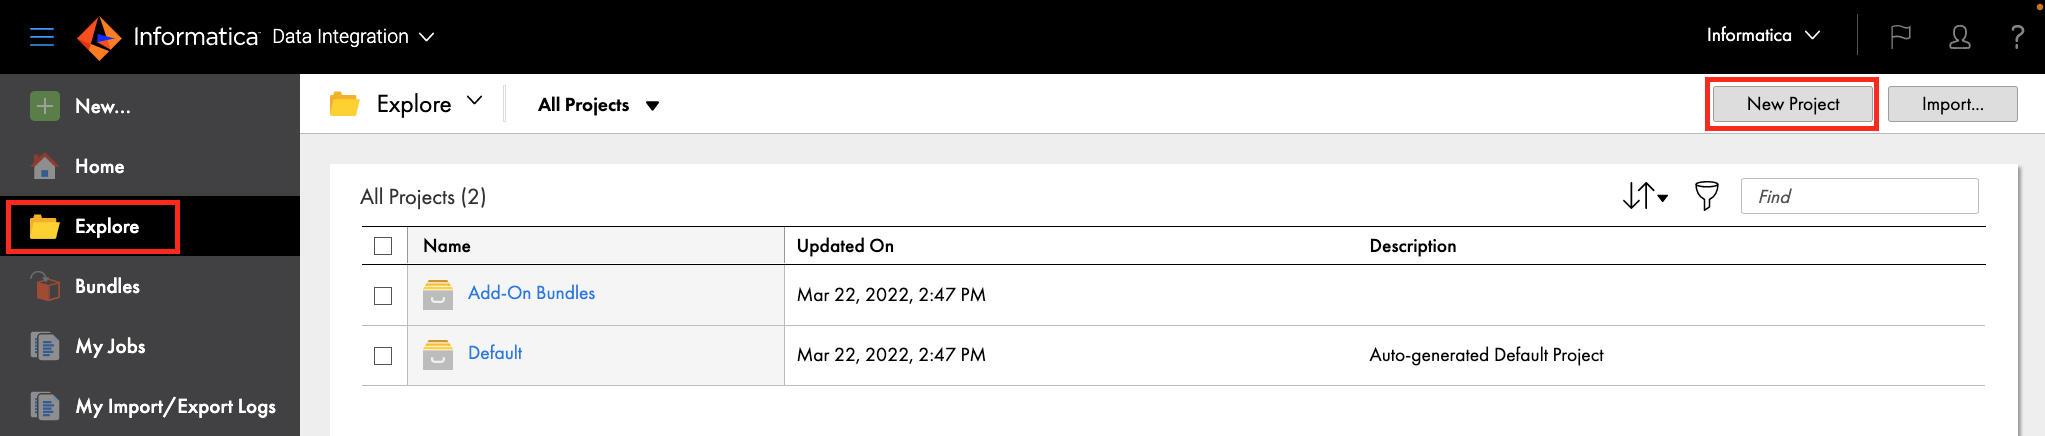 Informatica Data Integration
Informatica
?
New...
Home
Explore
Bundles
My Jobs
My Import/Export Logs
Explore
All Projects
New Project
Import...
All Projects (2)
Find
Name Updated On Description
Add-On Bundles Mar 22, 2022, 2:47 PM
Default Mar 22, 2022, 2:47 PM Auto-generated Default Project